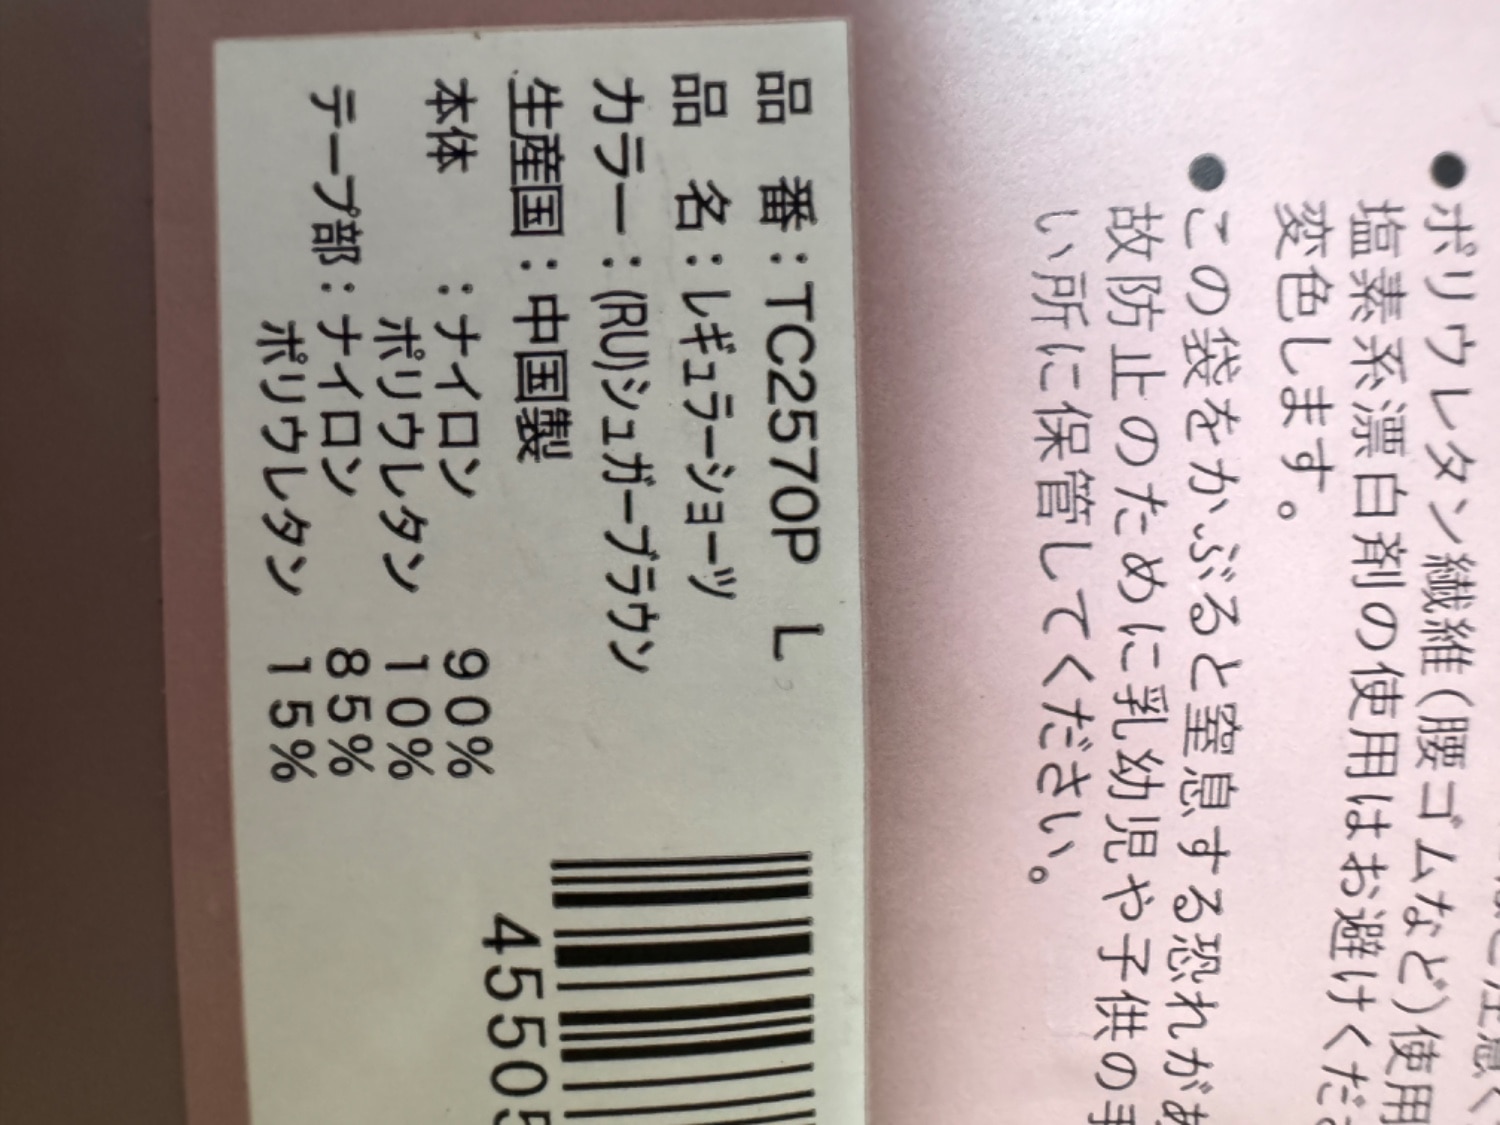 ●ポリウレタン繊維(腰ゴムなど)使用
塩素系漂白剤の使用はお避けくださ
変色します。
●この袋をかぶると窒息する恐れがあ
故防止のために乳幼児や子供の手
い所に保管してください。
品 番:TC2570P L
品 名:レギュラーショーツ
カラー:(RU)シュガーブラウン
生産国:中国製
本体 :ナイロン 90%
ポリウレタン 10%
テープ部:ナイロン 85%
ポリウレタン 15%
45505